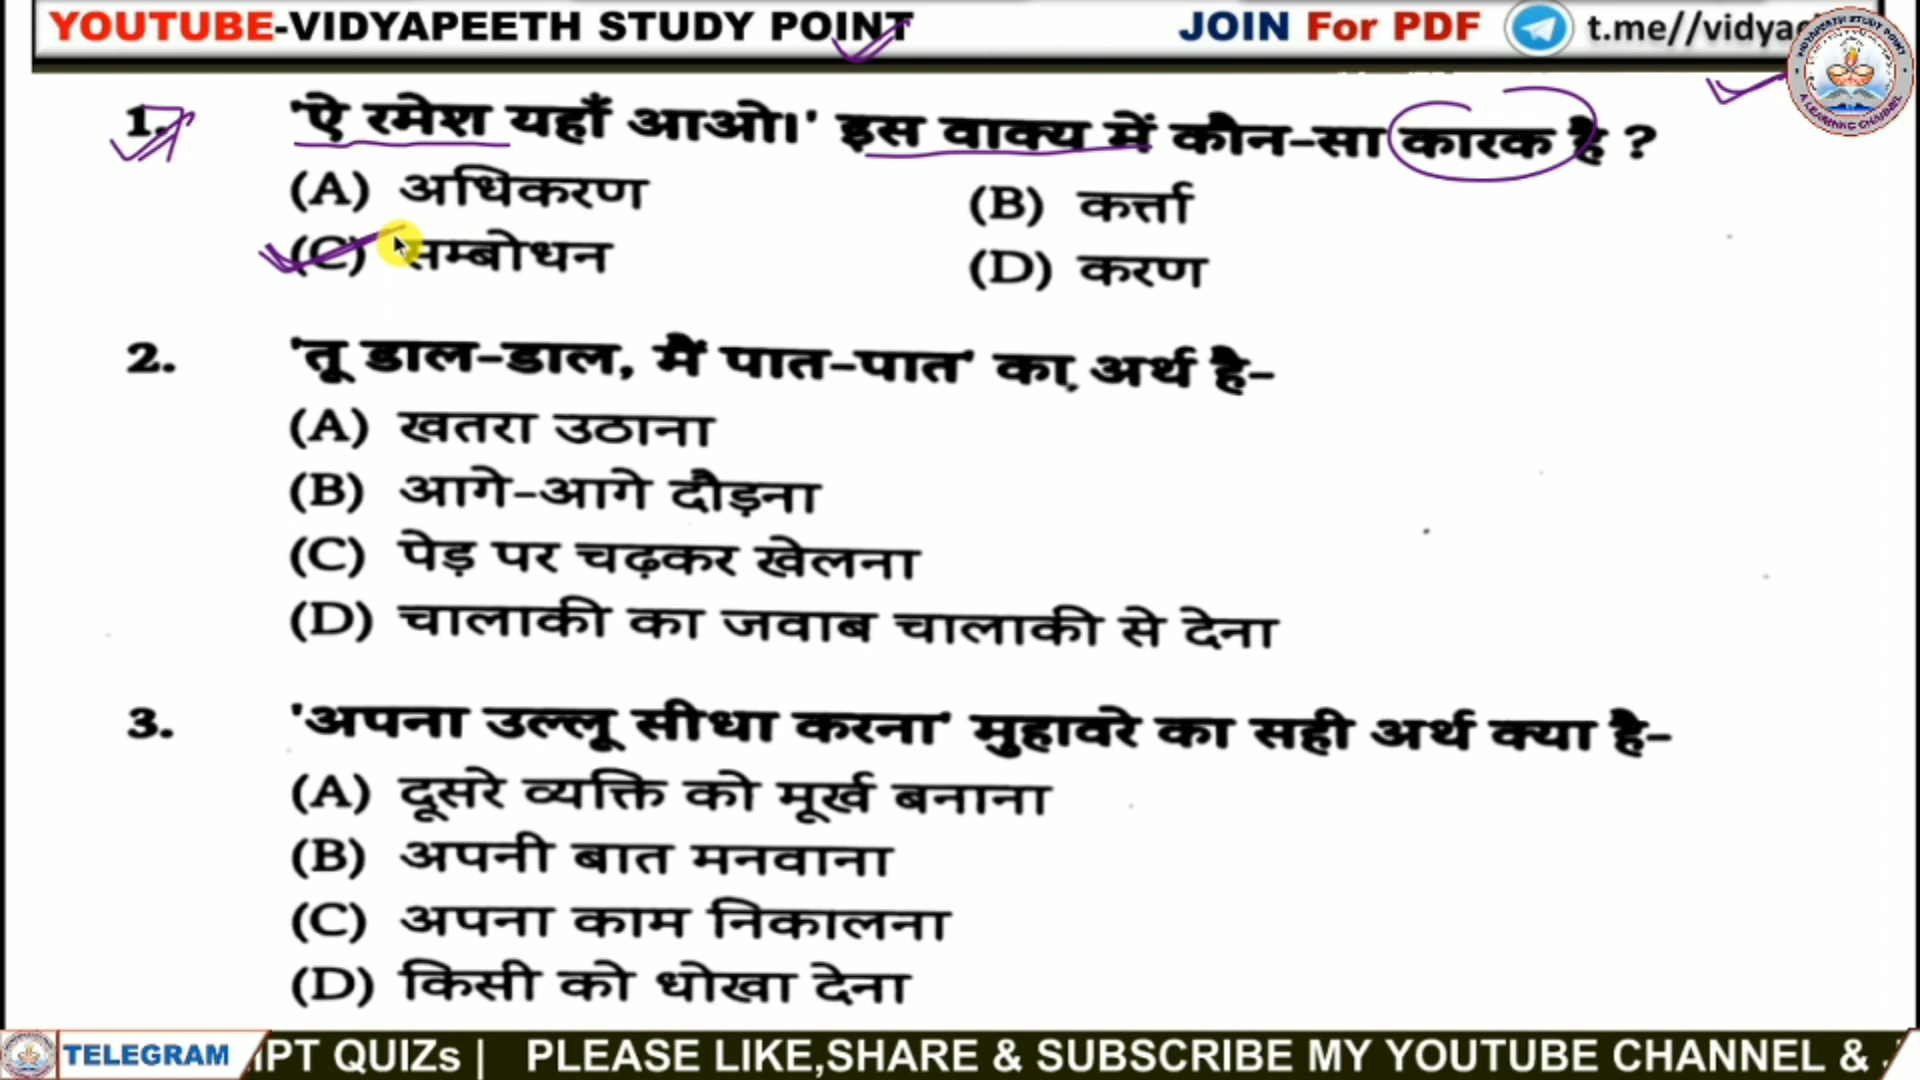 YOUTUBE-VIDYAPEETH STUDY POINT JOIN For PDF t.me//vidya
1. 'ऐ रमेश यहाँ आओ।' इस वाक्य में कौन-सा कारक है ?
(A) अधिकरण (B) कर्त्ता
(C) सम्बोधन (D) करण
2. 'तू डाल-डाल, मैं पात-पात' का अर्थ है-
(A) खतरा उठाना
(B) आगे-आगे दौड़ना
(C) पेड़ पर चढ़कर खेलना
(D) चालाकी का जवाब चालाकी से देना
3. 'अपना उल्लू सीधा करना' मुहावरे का सही अर्थ क्या है-
(A) दूसरे व्यक्ति को मूर्ख बनाना
(B) अपनी बात मनवाना
(C) अपना काम निकालना
(D) किसी को धोखा देना
TELEGRAM IPT QUIZs | PLEASE LIKE,SHARE & SUBSCRIBE MY YOUTUBE CHANNEL &